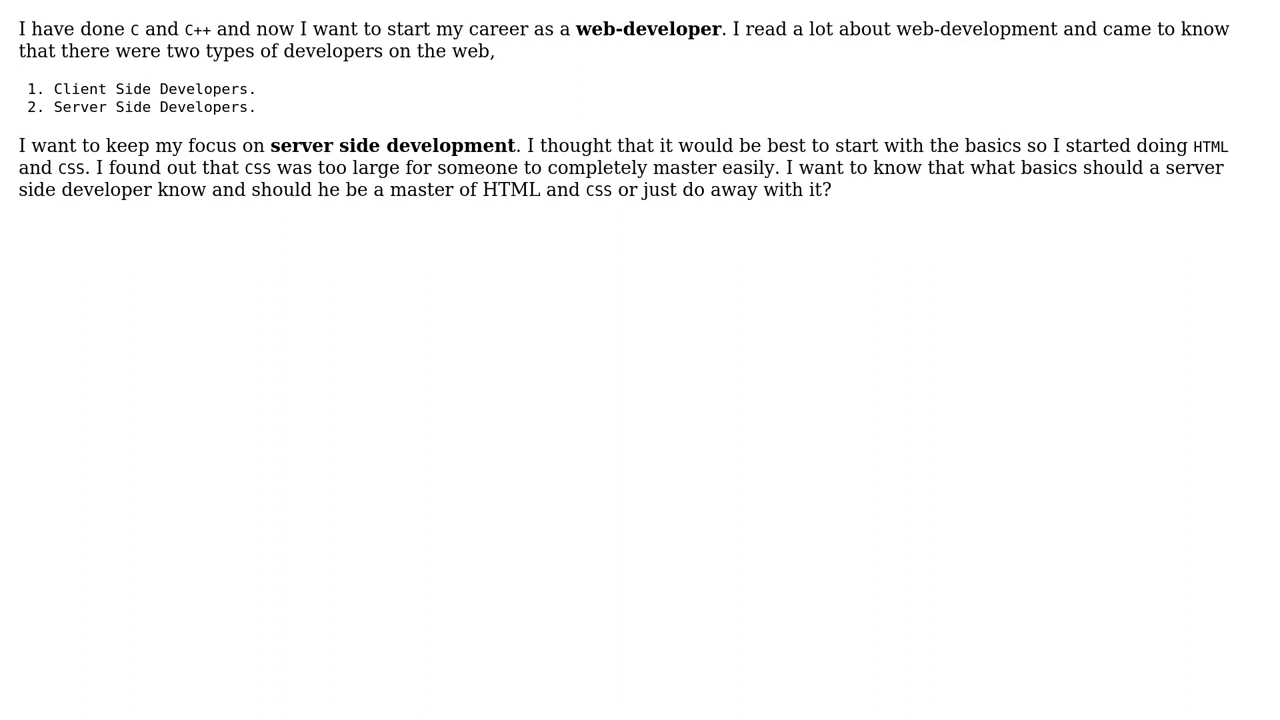 I have done C and C++ and now I want to start my career as a web-developer. I read a lot about web-development and came to know
that there were two types of developers on the web,
1. Client Side Developers.
2. Server Side Developers.
I want to keep my focus on server side development. I thought that it would be best to start with the basics so I started doing HTML
and CSS. I found out that CSS was too large for someone to completely master easily. I want to know that what basics should a server
side developer know and should he be a master of HTML and CSS or just do away with it?